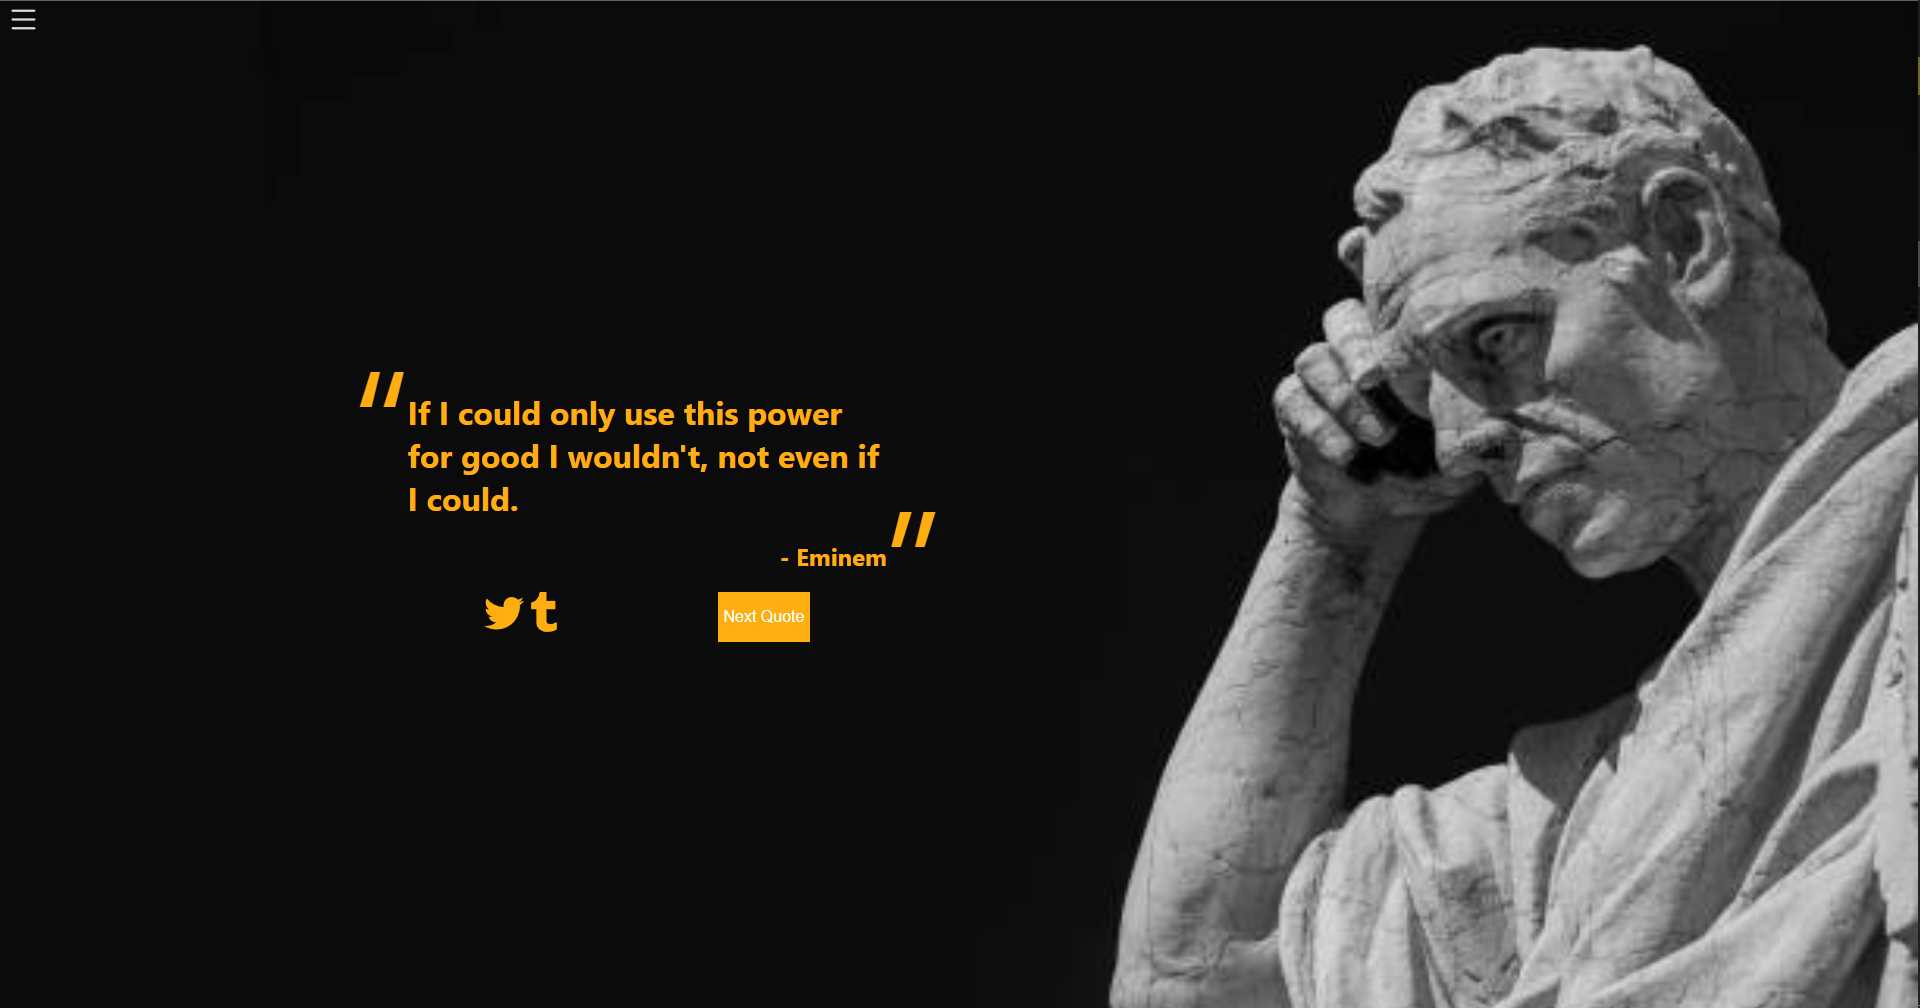 "If I could only use this power
for good I wouldn't, not even if
I could.
"
- Eminem
Next Quote